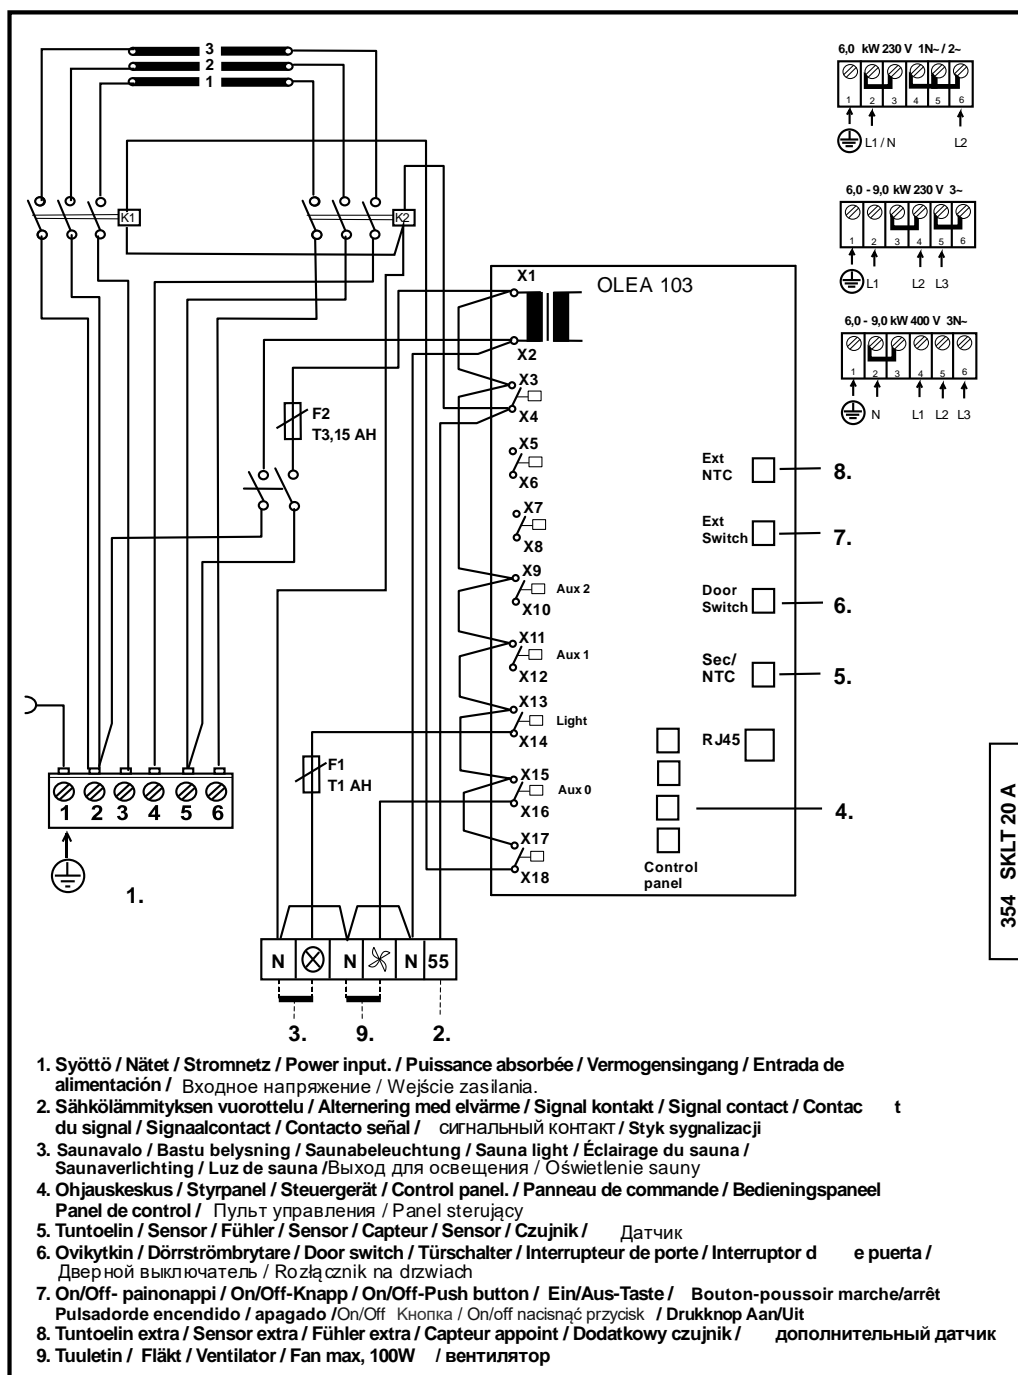 3
2
1
K1
K2
X1
OLEA 103
X2
X3
X4
F2
T3,15 AH
X5
X6
X7
X8
X9
Aux 2
X10
X11
Aux 1
X12
X13
Light
X14
F1
T1 AH
X15
Aux 0
X16
X17
X18
Ext
NTC
8.
Ext
Switch
7.
Door
Switch
6.
Sec/
NTC
5.
RJ45
4.
Control
panel
1 2 3 4 5 6
1.
N N N 55
3. 9. 2.
6,0 kW 230 V 1N~ / 2~
1 2 3 4 5 6
L1 / N L2
6,0 - 9,0 kW 230 V 3~
1 2 3 4 5 6
L1 L2 L3
6,0 - 9,0 kW 400 V 3N~
1 2 3 4 5 6
N L1 L2 L3
354 SKLT 20 A
1. Syöttö / Nätet / Stromnetz / Power input. / Puissance absorbée / Vermogensingang / Entrada de
alimentación / Входное напряжение / Wejście zasilania.
2. Sähkölämmityksen vuorottelu / Alternering med elvärme / Signal kontakt / Signal contact / Contac t
du signal / Signaalcontact / Contacto señal / сигнальный контакт / Styk sygnalizacji
3. Saunavalo / Bastu belysning / Saunabeleuchtung / Sauna light / Éclairage du sauna /
Saunaverlichting / Luz de sauna /Выход для освещения / Oświetlenie sauny
4. Ohjauskeskus / Styrpanel / Steuergerät / Control panel. / Panneau de commande / Bedieningspaneel
Panel de control / Пульт управления / Panel sterujący
5. Tuntoelin / Sensor / Fühler / Sensor / Capteur / Sensor / Czujnik / Датчик
6. Ovikytkin / Dörrströmbrytare / Door switch / Türschalter / Interrupteur de porte / Interruptor d e puerta /
Дверной выключатель / Rozłącznik na drzwiach
7. On/Off- painonappi / On/Off-Knapp / On/Off-Push button / Ein/Aus-Taste / Bouton-poussoir marche/arrêt
Pulsadorde encendido / apagado /On/Off Кнопка / On/off nacisnąć przycisk / Drukknop Aan/Uit
8. Tuntoelin extra / Sensor extra / Fühler extra / Capteur appoint / Dodatkowy czujnik / дополнительный датчик
9. Tuuletin / Fläkt / Ventilator / Fan max, 100W / вентилятор